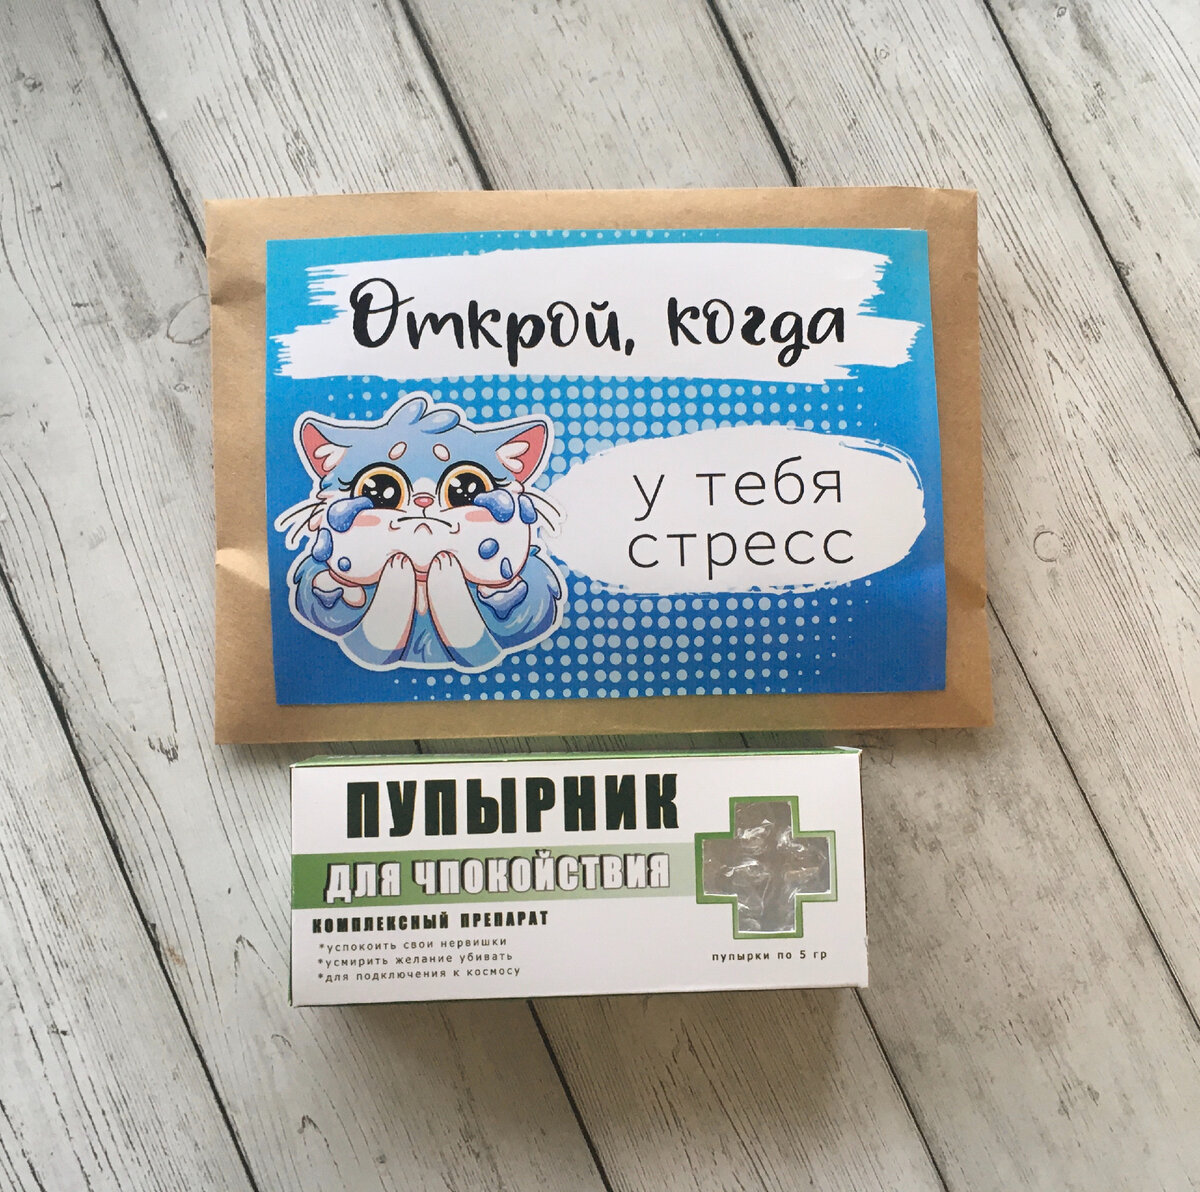 Открой, когда
у тебя
стресс
ПУПЫРНИК
ДЛЯ ЧПОКОЙСТВИЯ
КОМПЛЕКСНЫЙ ПРЕПАРАТ
*успокоить свои нервишки
*усмирить желание убивать
*для подключения к космосу
пупырки по 5 гр